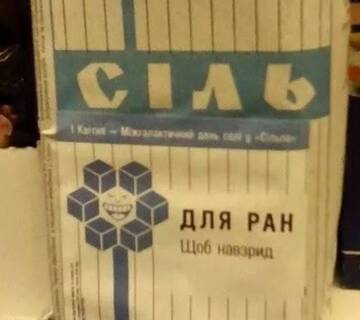 СІЛЬ
1 Квітня — Міжгалактичний день солі у «Сільпо»
ДЛЯ РАН
Щоб навзрид